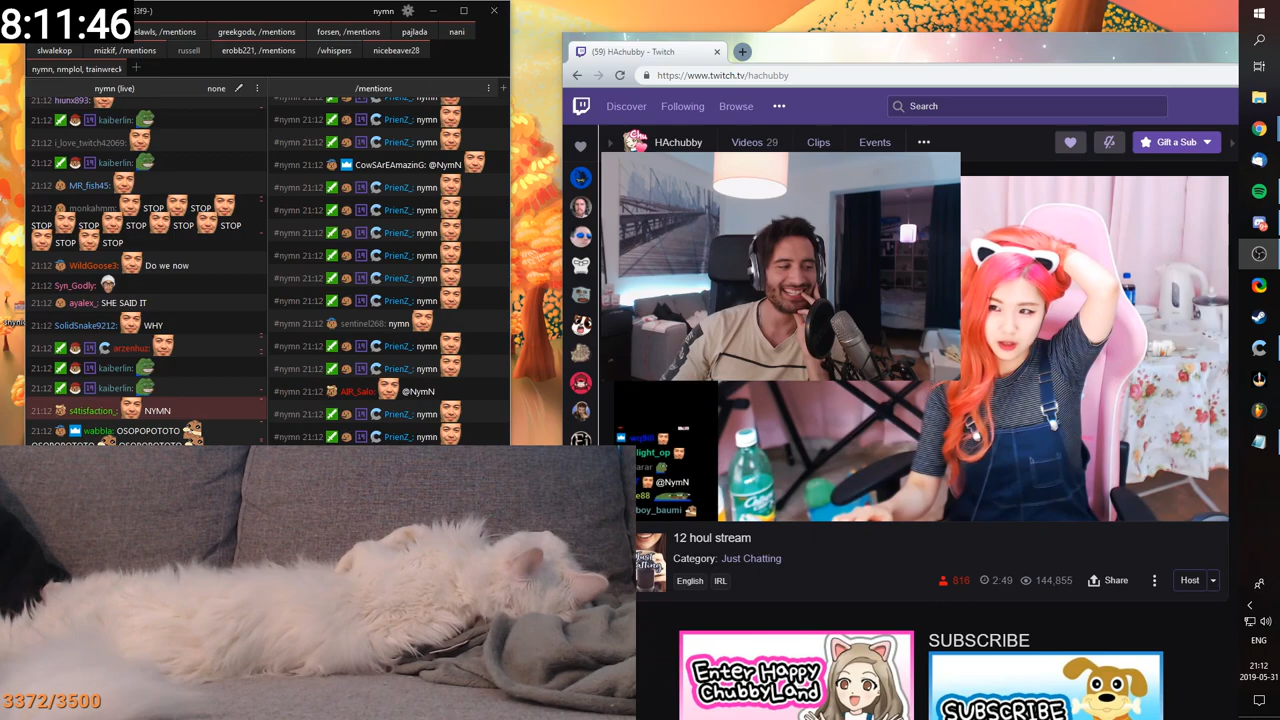 8:11:46
nymn
elawls, /mentions
greekgodx, /mentions
forsen, /mentions
pajlada
nani
slwalekop
mizkif, /mentions
russell
erobb221, /mentions
/whispers
nicebeaver28
nymn, nmplol, trainwreck
nymn (live)
none
21:12 hiunx893:
21:12 kaiberlin:
21:12 i_love_twitch42069:
21:12 kaiberlin:
21:12 MR_fish45:
21:12 monkahmm: STOP STOP
STOP STOP STOP STOP STOP
STOP STOP
21:12 WildGoose3: Do we now
21:12 Syn_Godly:
21:12 ayalex_: SHE SAID IT
21:12 SolidSnake9212: WHY
21:12 arzenhuz:
21:12 kaiberlin:
21:12 kaiberlin:
21:12 s4tisfaction_: NYMN
21:12 wabbla: OSOPOPOTOTO
/mentions
#nymn 21:12 PrienZ_: nymn
#nymn 21:12 PrienZ_: nymn
#nymn 21:12 PrienZ_: nymn
#nymn 21:12 CowSArEAmazinG: @NymN
#nymn 21:12 PrienZ_: nymn
#nymn 21:12 PrienZ_: nymn
#nymn 21:12 PrienZ_: nymn
#nymn 21:12 PrienZ_: nymn
#nymn 21:12 PrienZ_: nymn
#nymn 21:12 PrienZ_: nymn
#nymn 21:12 sentinel268: nymn
#nymn 21:12 PrienZ_: nymn
#nymn 21:12 PrienZ_: nymn
#nymn 21:12 AIR_Salo: @NymN
#nymn 21:12 PrienZ_: nymn
#nymn 21:12 PrienZ_: nymn
(59) HAchubby - Twitch
https://www.twitch.tv/hachubby
Discover
Following
Browse
Search
HAchubby
Videos 29
Clips
Events
Gift a Sub
light_op
arar
@NymN
e88
boy_baumi
12 houl stream
Category: Just Chatting
English
IRL
816
2:49
144,855
Share
Host
Enter Happy
ChubbyLand
SUBSCRIBE
SUBSCRIBE
3372/3500
ENG
21:12
2019-05-31